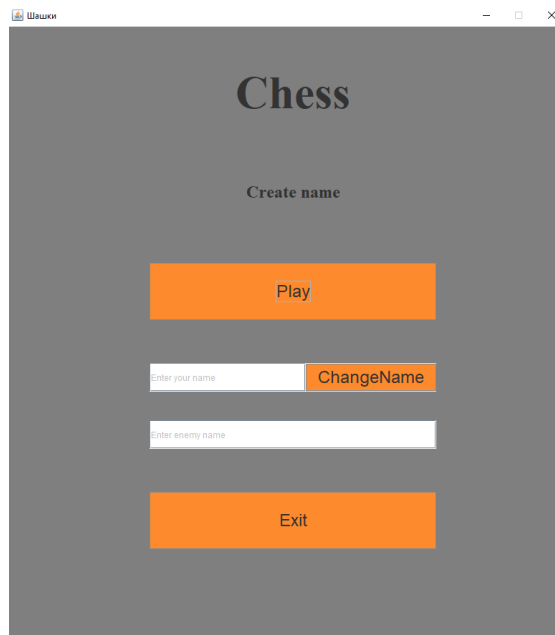 Шашки
Chess
Create name
Play
Enter your name
ChangeName
Enter enemy name
Exit